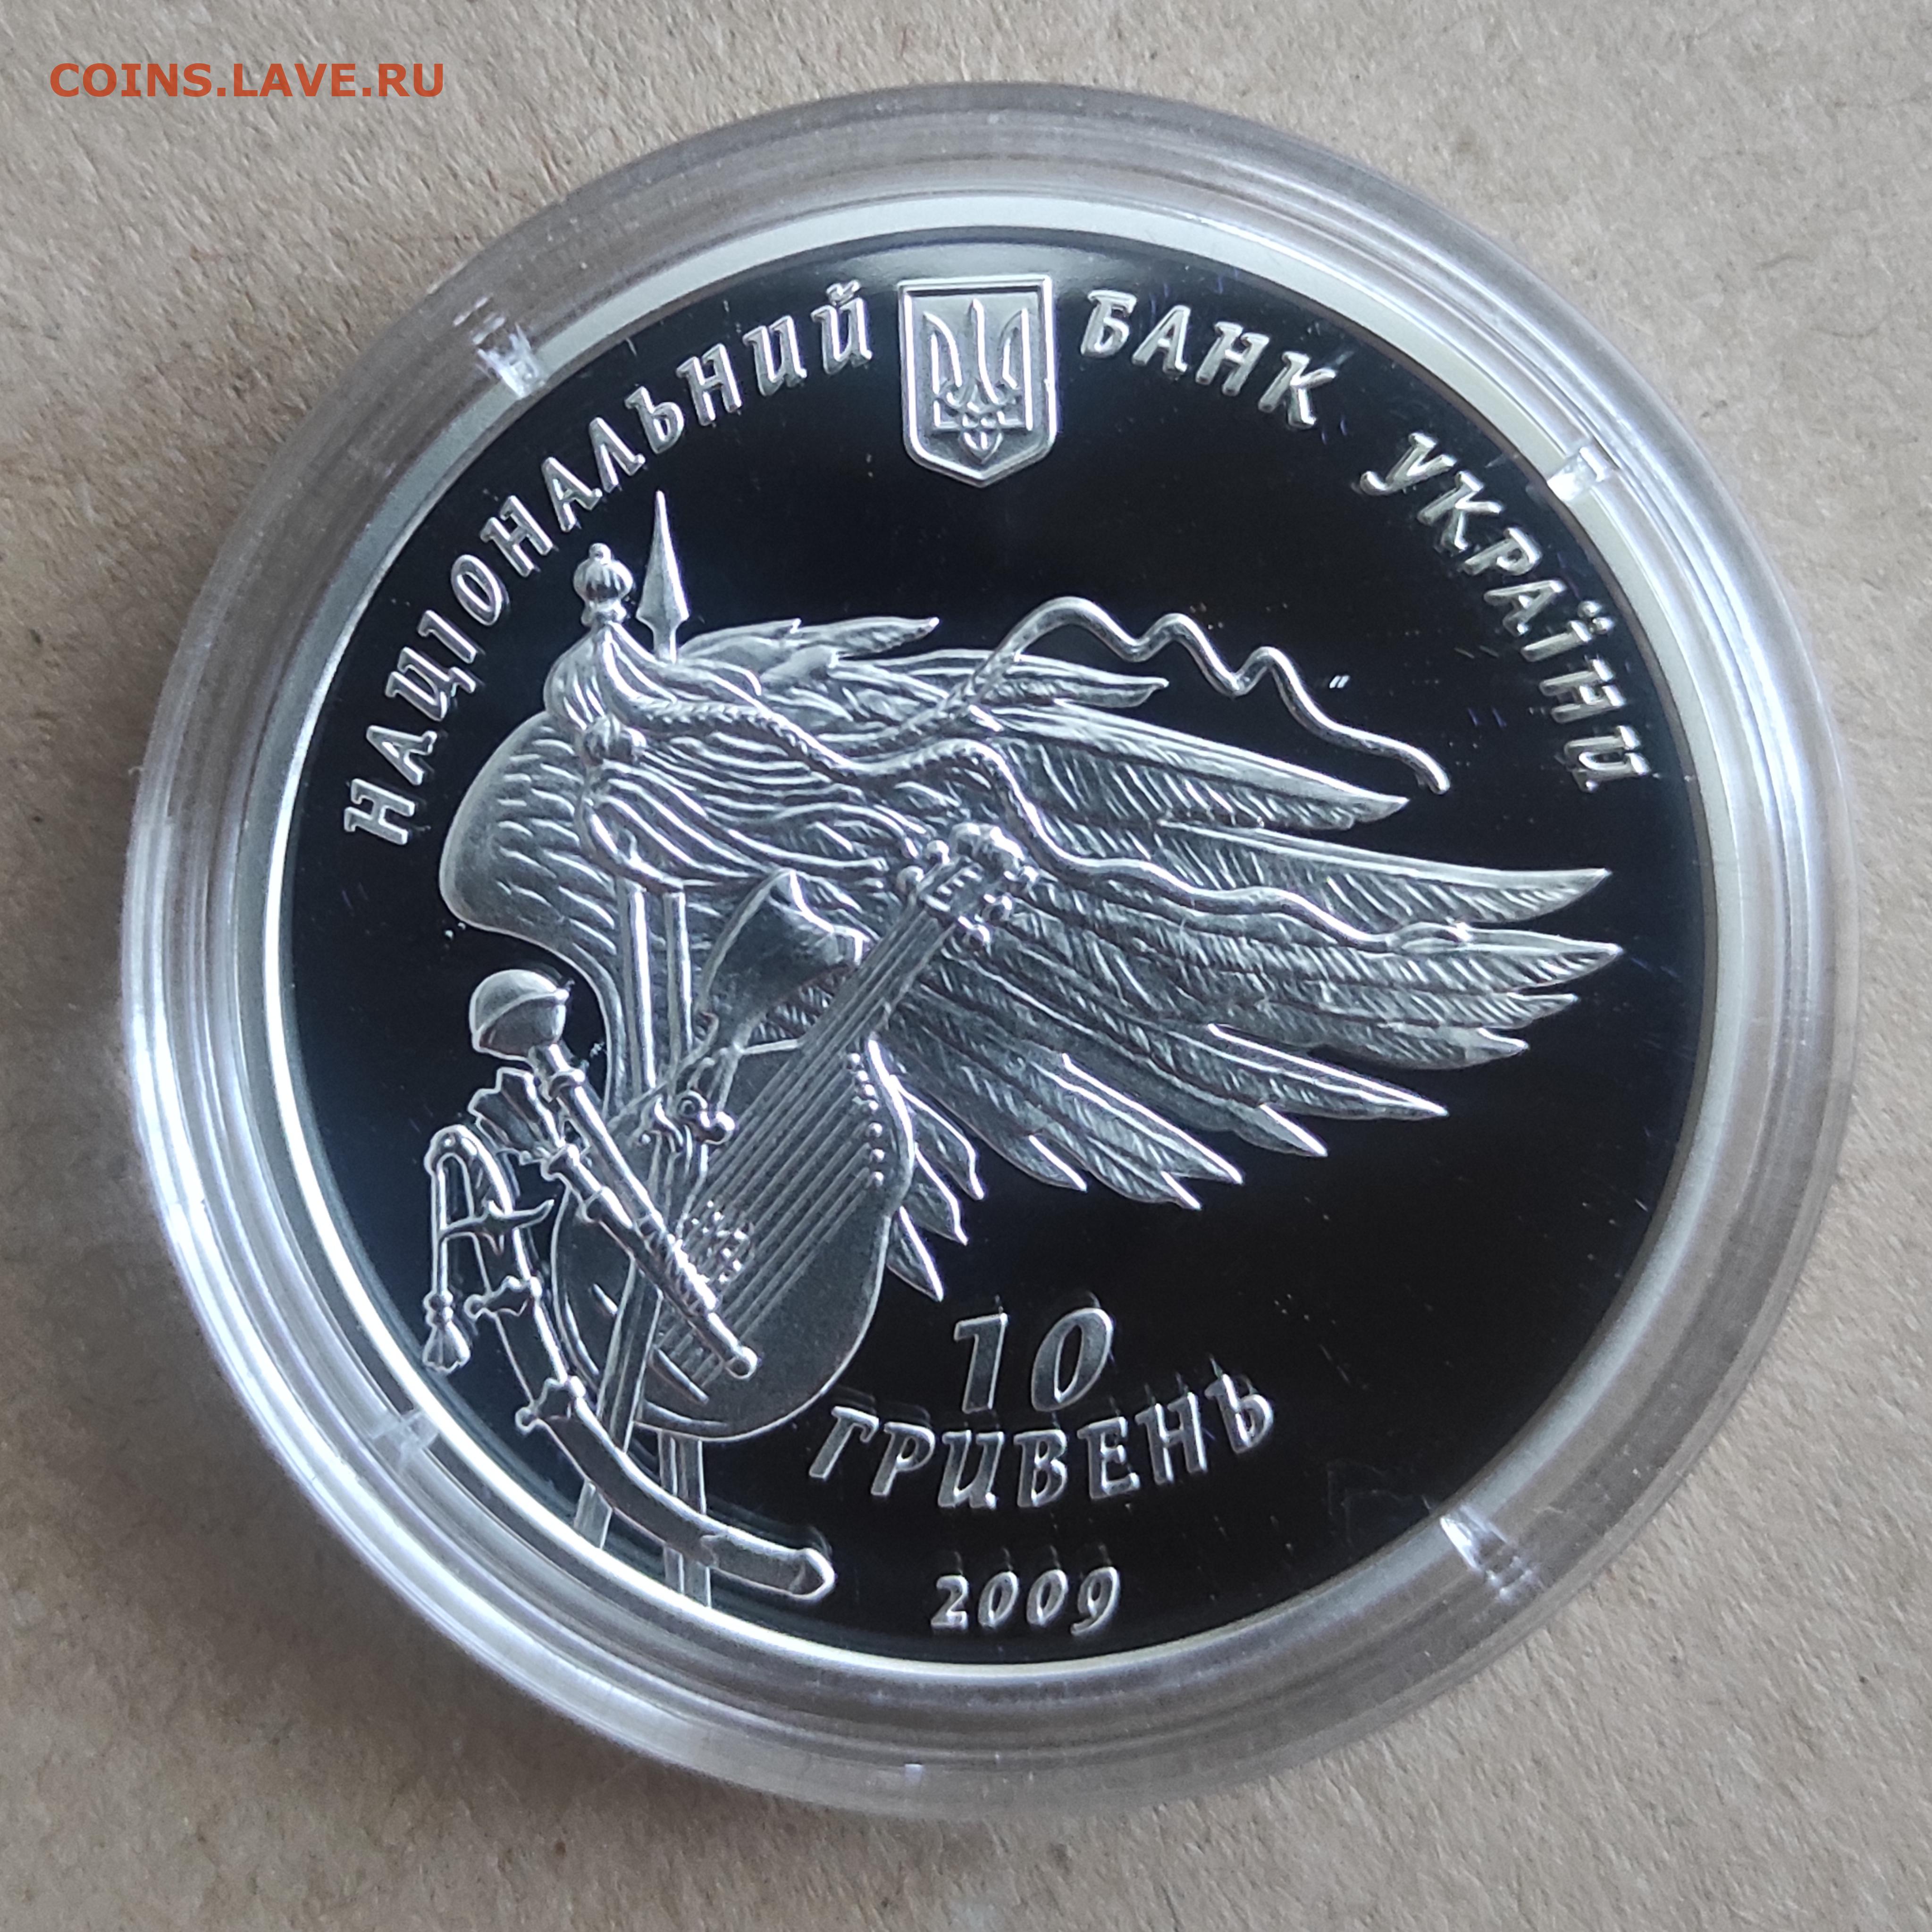 COINS.LAVE.RU
НАЦІОНАЛЬНИЙ БАНК УКРАЇНИ
10
ГРИВЕНЬ
2009